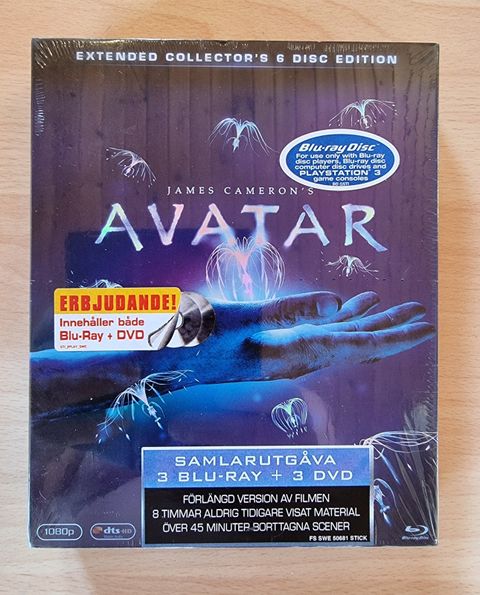 EXTENDED COLLECTOR'S 6 DISC EDITION
Blu-ray Disc
For use only with Blu-ray
disc players, Blu-ray disc
computer disc drives and
PLAYSTATION 3
game consoles
JAMES CAMERON'S
AVATAR
ERBJUDANDE!
Innehåller både
Blu-Ray + DVD
SAMLARUTGÅVA
3 BLU-RAY + 3 DVD
FÖRLÄNGD VERSION AV FILMEN
8 TIMMAR ALDRIG TIDIGARE VISAT MATERIAL
ÖVER 45 MINUTER BORTTAGNA SCENER
FS SWE 50681 STICK
1080p
dts-HD